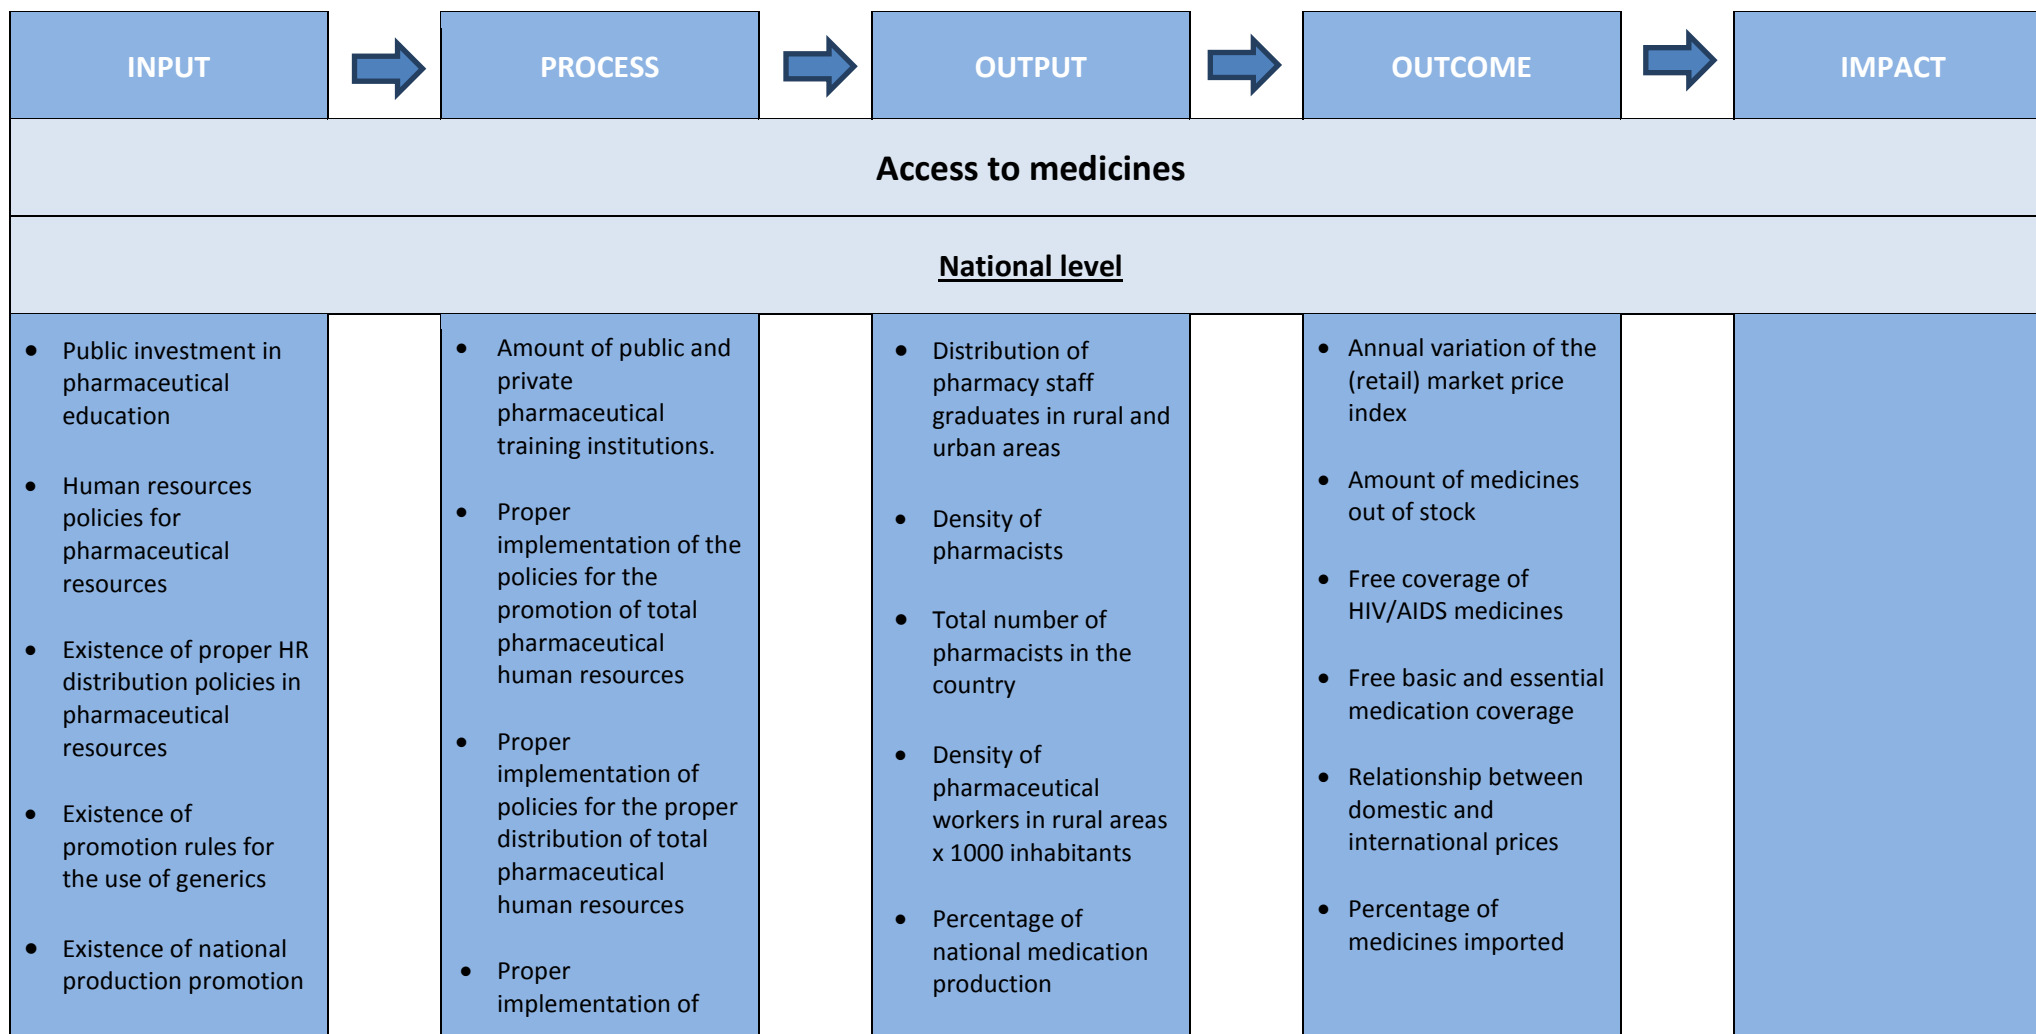 INPUT
PROCESS
OUTPUT
OUTCOME
IMPACT
Access to medicines
National level
• Public investment in
pharmaceutical
education
• Human resources
policies for
pharmaceutical
resources
• Existence of proper HR
distribution policies in
pharmaceutical
resources
• Existence of
promotion rules for
the use of generics
• Existence of national
production promotion
• Amount of public and
private
pharmaceutical
training institutions.
• Proper
implementation of the
policies for the
promotion of total
pharmaceutical
human resources
• Proper
implementation of
policies for the proper
distribution of total
pharmaceutical
human resources
• Proper
implementation of
• Distribution of
pharmacy staff
graduates in rural and
urban areas
• Density of
pharmacists
• Total number of
pharmacists in the
country
• Density of
pharmaceutical
workers in rural areas
x 1000 inhabitants
• Percentage of
national medication
production
• Annual variation of the
(retail) market price
index
• Amount of medicines
out of stock
• Free coverage of
HIV/AIDS medicines
• Free basic and essential
medication coverage
• Relationship between
domestic and
international prices
• Percentage of
medicines imported